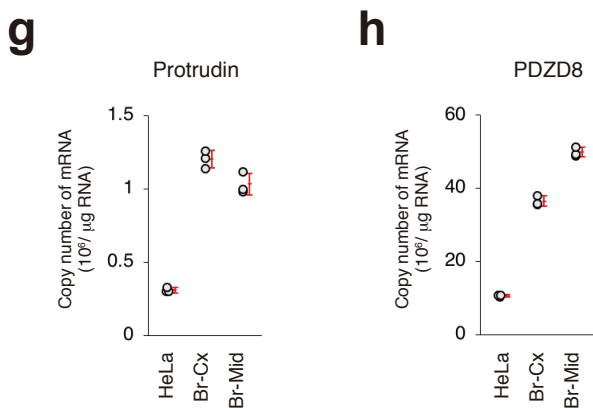 g
Protrudin
Copy number of mRNA
(10⁶/ μg RNA)
1.5
1
0.5
0
HeLa
Br-Cx
Br-Mid
h
PDZD8
Copy number of mRNA
(10⁶/ μg RNA)
60
40
20
0
HeLa
Br-Cx
Br-Mid